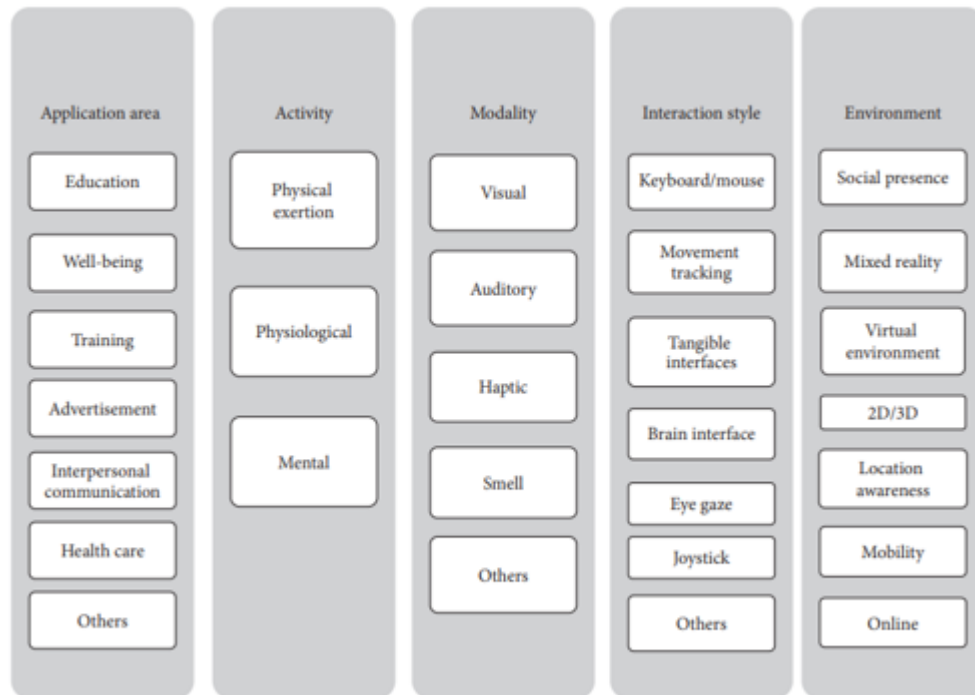 Application area
Education
Well-being
Training
Advertisement
Interpersonal
communication
Health care
Others
Activity
Physical
exertion
Physiological
Mental
Modality
Visual
Auditory
Haptic
Smell
Others
Interaction style
Keyboard/mouse
Movement
tracking
Tangible
interfaces
Brain interface
Eye gaze
Joystick
Others
Environment
Social presence
Mixed reality
Virtual
environment
2D/3D
Location
awareness
Mobility
Online